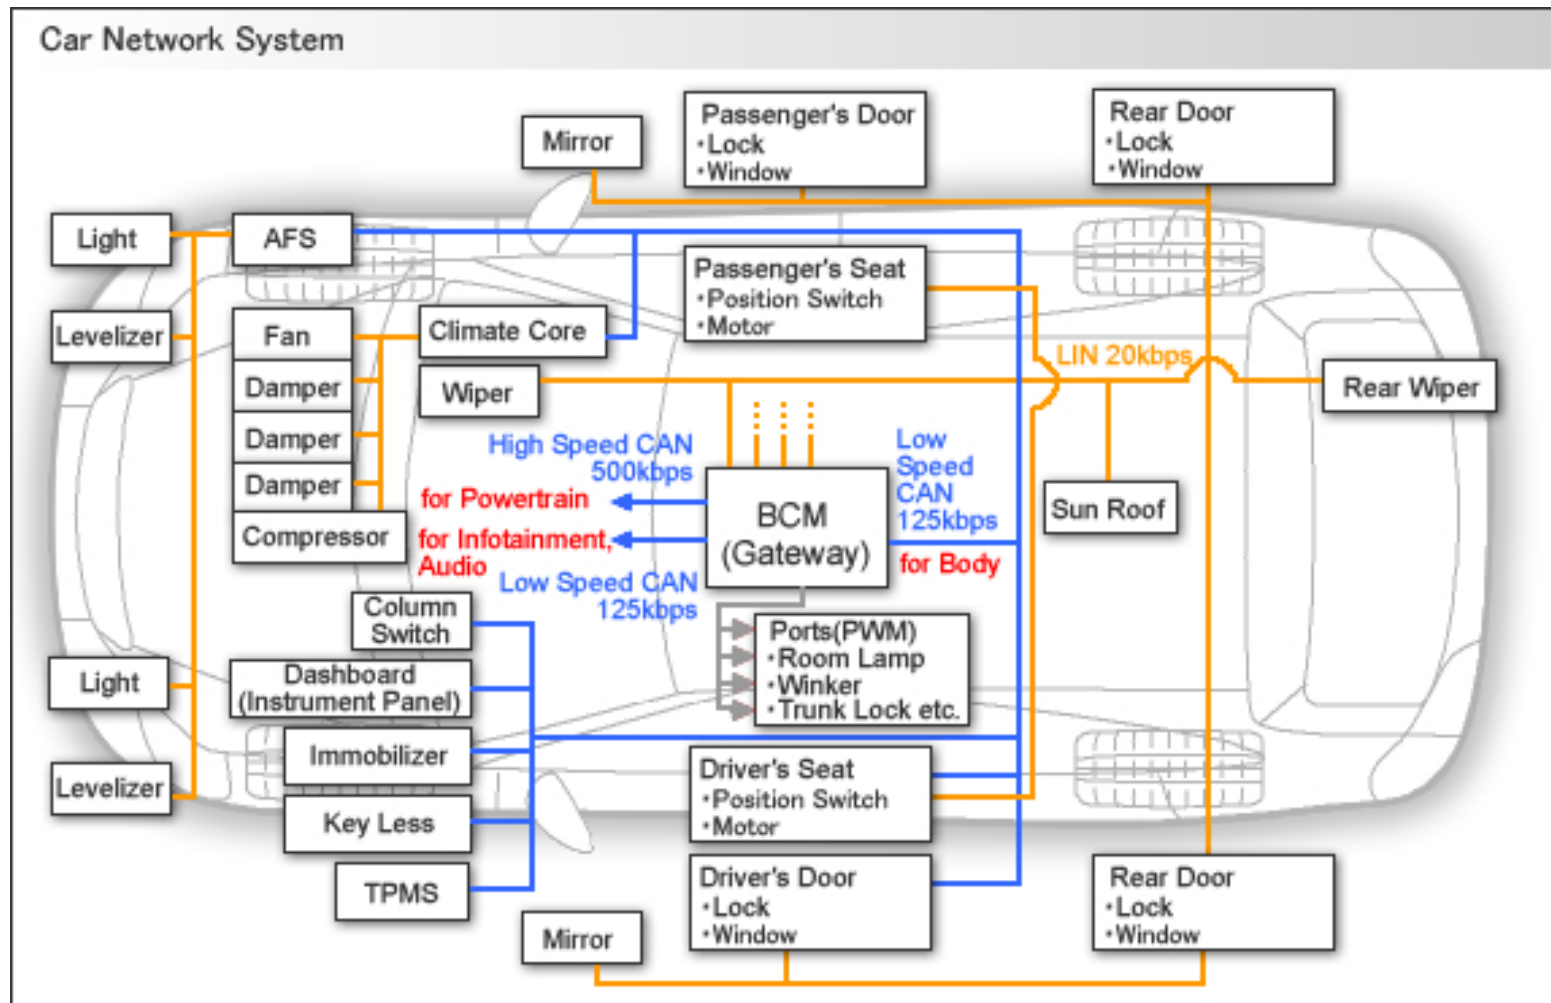 Car Network System
Mirror
Passenger's Door
・Lock
・Window
Rear Door
・Lock
・Window
Light
AFS
Passenger's Seat
・Position Switch
・Motor
Levelizer
Fan
Climate Core
LIN 20kbps
Damper
Wiper
Rear Wiper
Damper
High Speed CAN
500kbps
Low
Speed
CAN
125kbps
Damper
for Powertrain
BCM
(Gateway)
Sun Roof
Compressor
for Infotainment,
Audio
for Body
Low Speed CAN
125kbps
Column
Switch
Ports(PWM)
・Room Lamp
・Winker
・Trunk Lock etc.
Light
Dashboard
(Instrument Panel)
Immobilizer
Driver's Seat
・Position Switch
・Motor
Levelizer
Key Less
TPMS
Driver's Door
・Lock
・Window
Rear Door
・Lock
・Window
Mirror